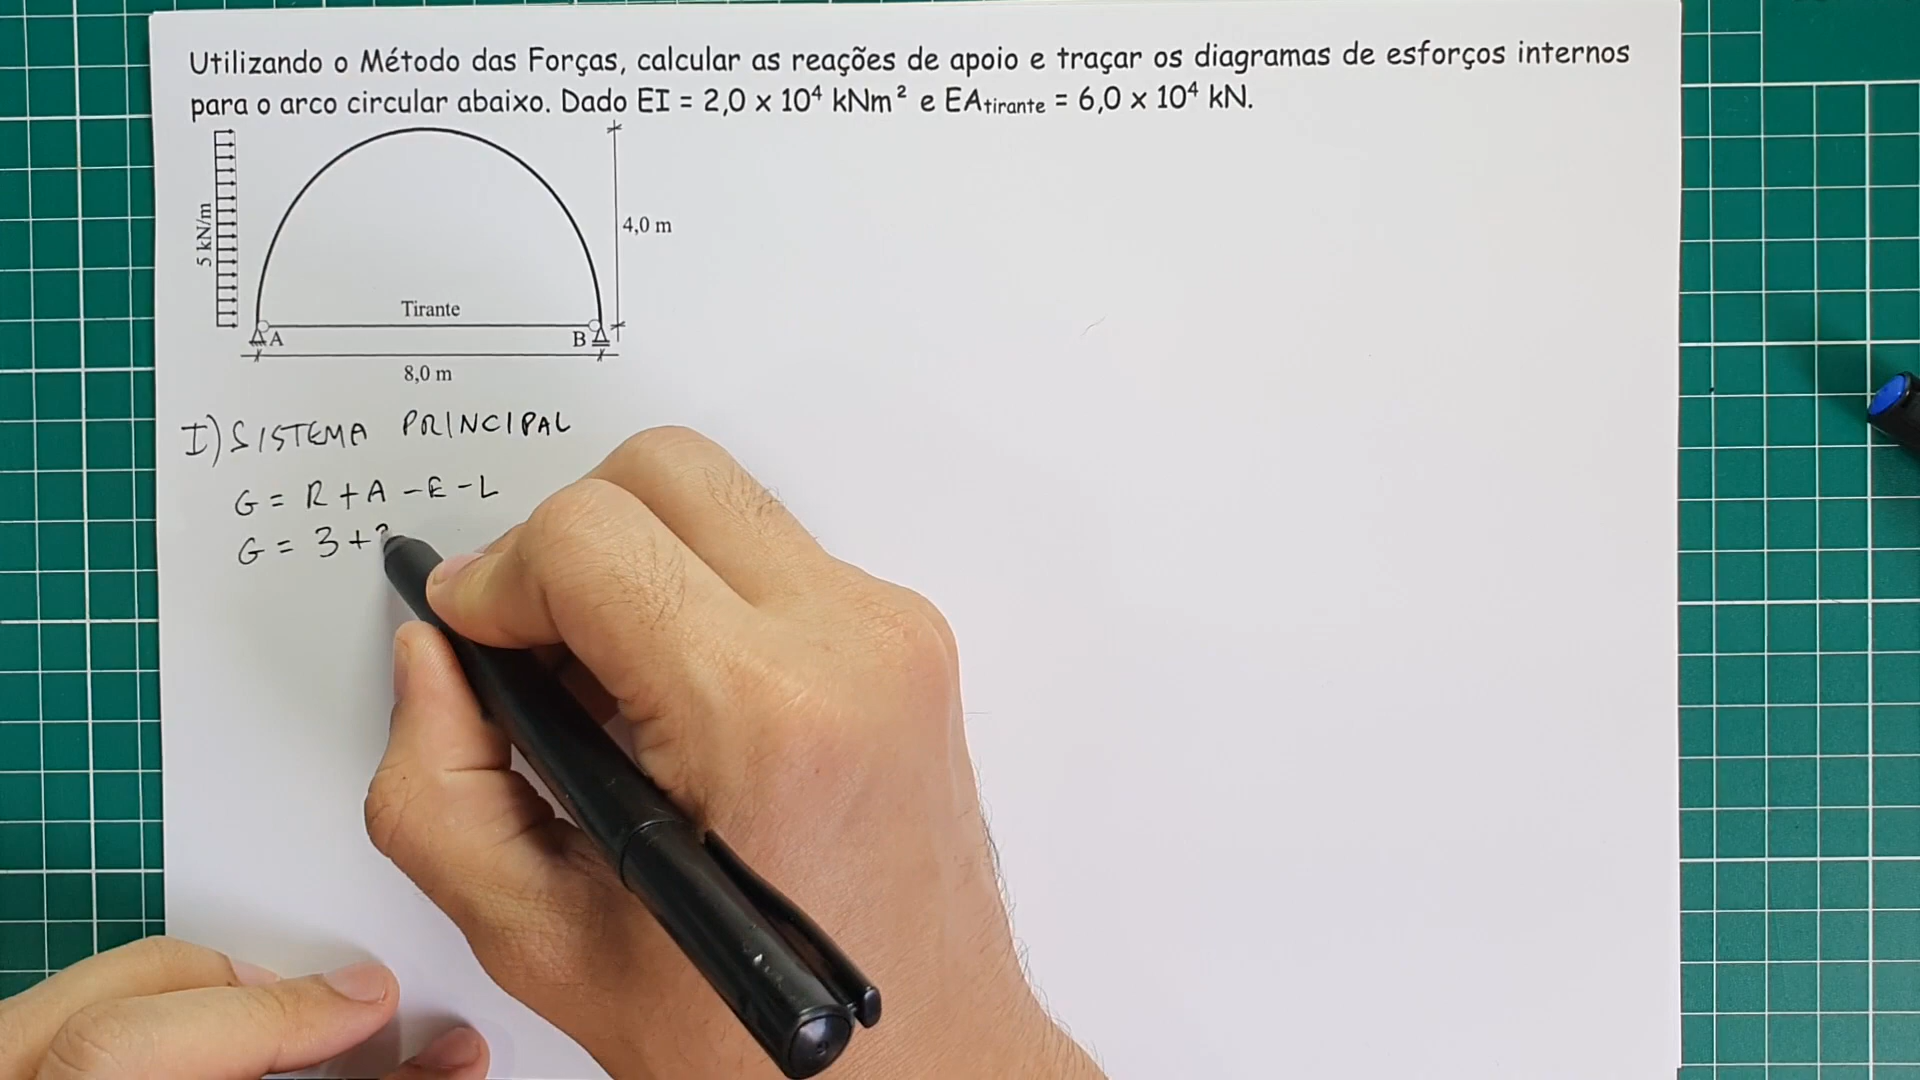 Utilizando o Método das Forças, calcular as reações de apoio e traçar os diagramas de esforços internos
para o arco circular abaixo. Dado EI = 2,0 x 10⁴ kNm² e EAtirante = 6,0 x 10⁴ kN.
5 kN/m
4,0 m
Tirante
A
B
8,0 m
I) SISTEMA PRINCIPAL
G = R + A - E - L
G = 3 +